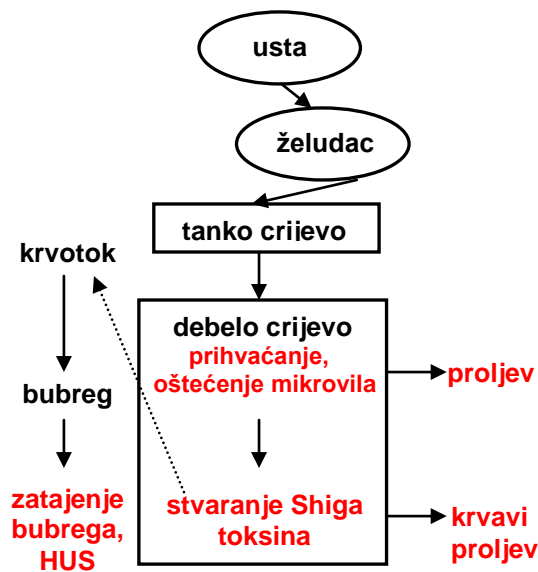 usta
želudac
tanko crijevo
krvotok
debelo crijevo
prihvaćanje,
oštećenje mikrovila
proljev
bubreg
zatajenje
bubrega,
HUS
stvaranje Shiga
toksina
krvavi
proljev